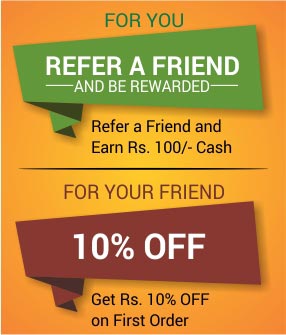 FOR YOU
REFER A FRIEND
AND BE REWARDED
Refer a Friend and
Earn Rs. 100/- Cash
FOR YOUR FRIEND
10% OFF
Get Rs. 10% OFF
on First Order